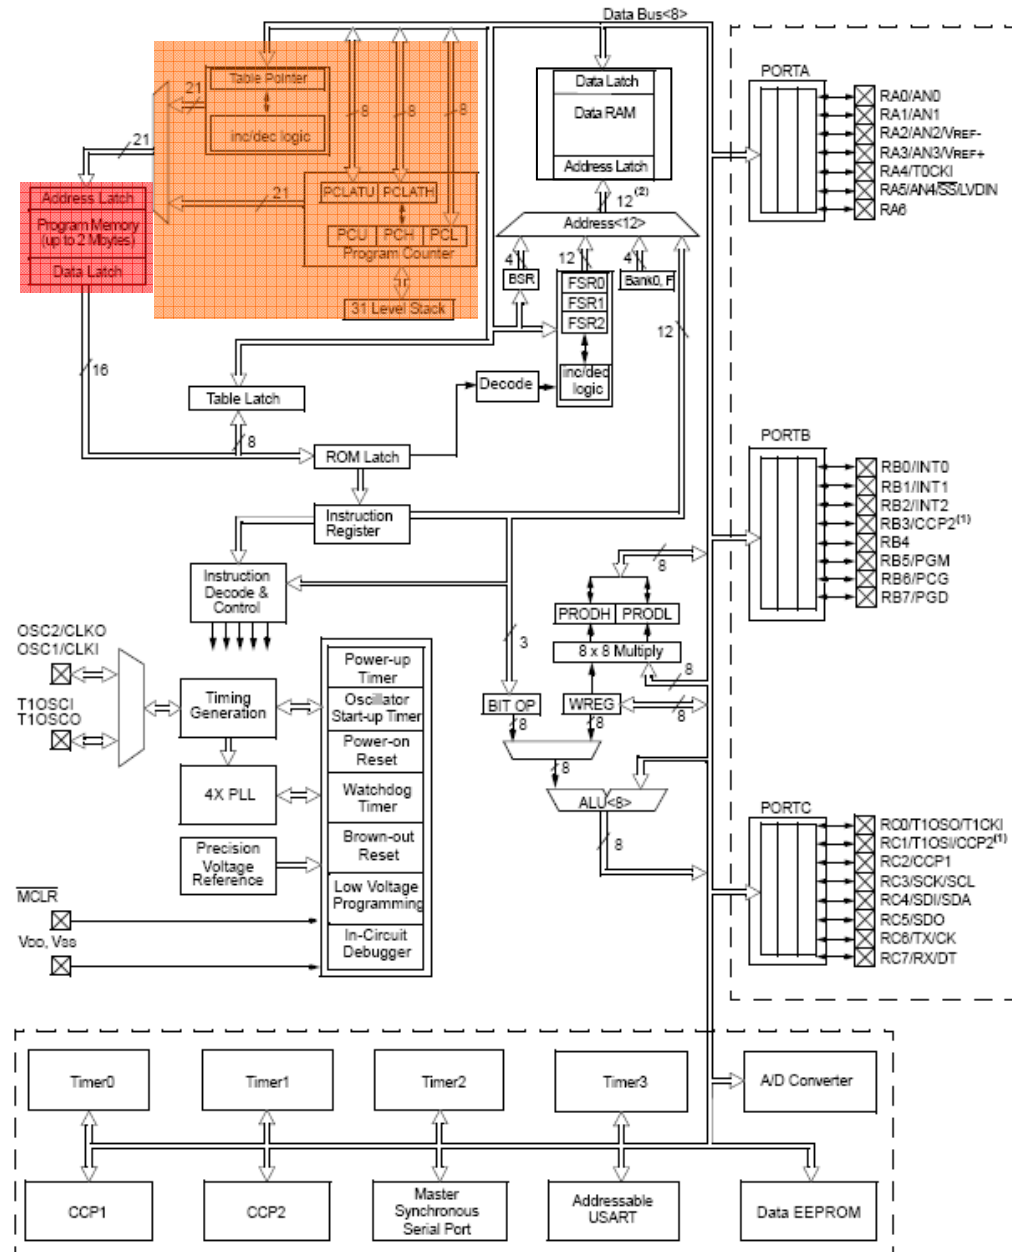 Data Bus<8>
PORTA
Table Pointer
21
8
8
8
inc/dec logic
21
Data Latch
Data RAM
Address Latch
RA0/AN0
RA1/AN1
RA2/AN2/VREF-
RA3/AN3/VREF+
RA4/T0CKI
RA5/AN4/SS/LVDIN
RA6
Address Latch
Program Memory
(up to 2 Mbytes)
Data Latch
21
PCLATU
PCLATH
PCU
PCH
PCL
Program Counter
31 Level Stack
12(2)
Address<12>
4
12
4
BSR
FSR0
FSR1
FSR2
Bank0, F
12
inc/dec
logic
16
Table Latch
Decode
8
ROM Latch
Instruction
Register
PORTB
RB0/INT0
RB1/INT1
RB2/INT2
RB3/CCP2(1)
RB4
RB5/PGM
RB6/PCG
RB7/PGD
Instruction
Decode &
Control
8
PRODH
PRODL
3
8 x 8 Multiply
8
BIT OP
WREG
8
8
8
8
ALU<8>
8
OSC2/CLKO
OSC1/CLKI
T1OSCI
T1OSCO
Timing
Generation
4X PLL
Precision
Voltage
Reference
Power-up
Timer
Oscillator
Start-up Timer
Power-on
Reset
Watchdog
Timer
Brown-out
Reset
Low Voltage
Programming
In-Circuit
Debugger
MCLR
VDD, VSS
PORTC
RC0/T1OSO/T1CKI
RC1/T1OSI/CCP2(1)
RC2/CCP1
RC3/SCK/SCL
RC4/SDI/SDA
RC5/SDO
RC6/TX/CK
RC7/RX/DT
Timer0
Timer1
Timer2
Timer3
A/D Converter
CCP1
CCP2
Master
Synchronous
Serial Port
Addressable
USART
Data EEPROM